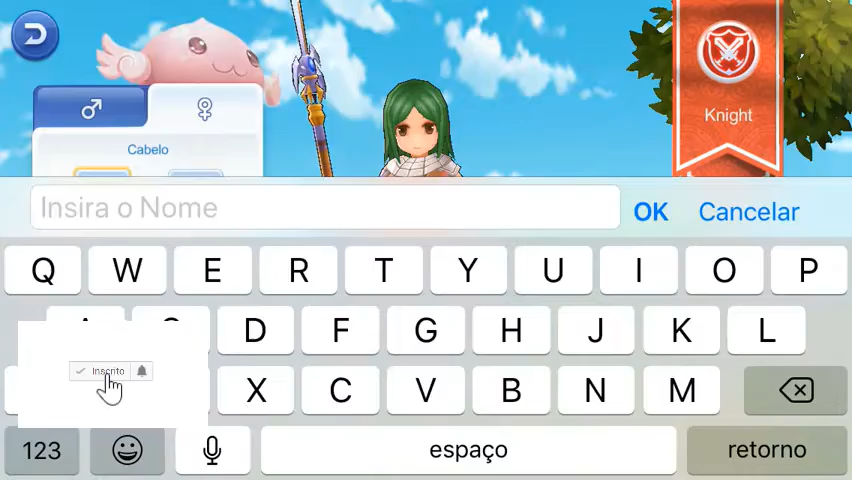 Knight
Cabelo
Insira o Nome
OK Cancelar
Q W E R T Y U I O P
D F G H J K L
Inscrito
X C V B N M
123 espaço retorno